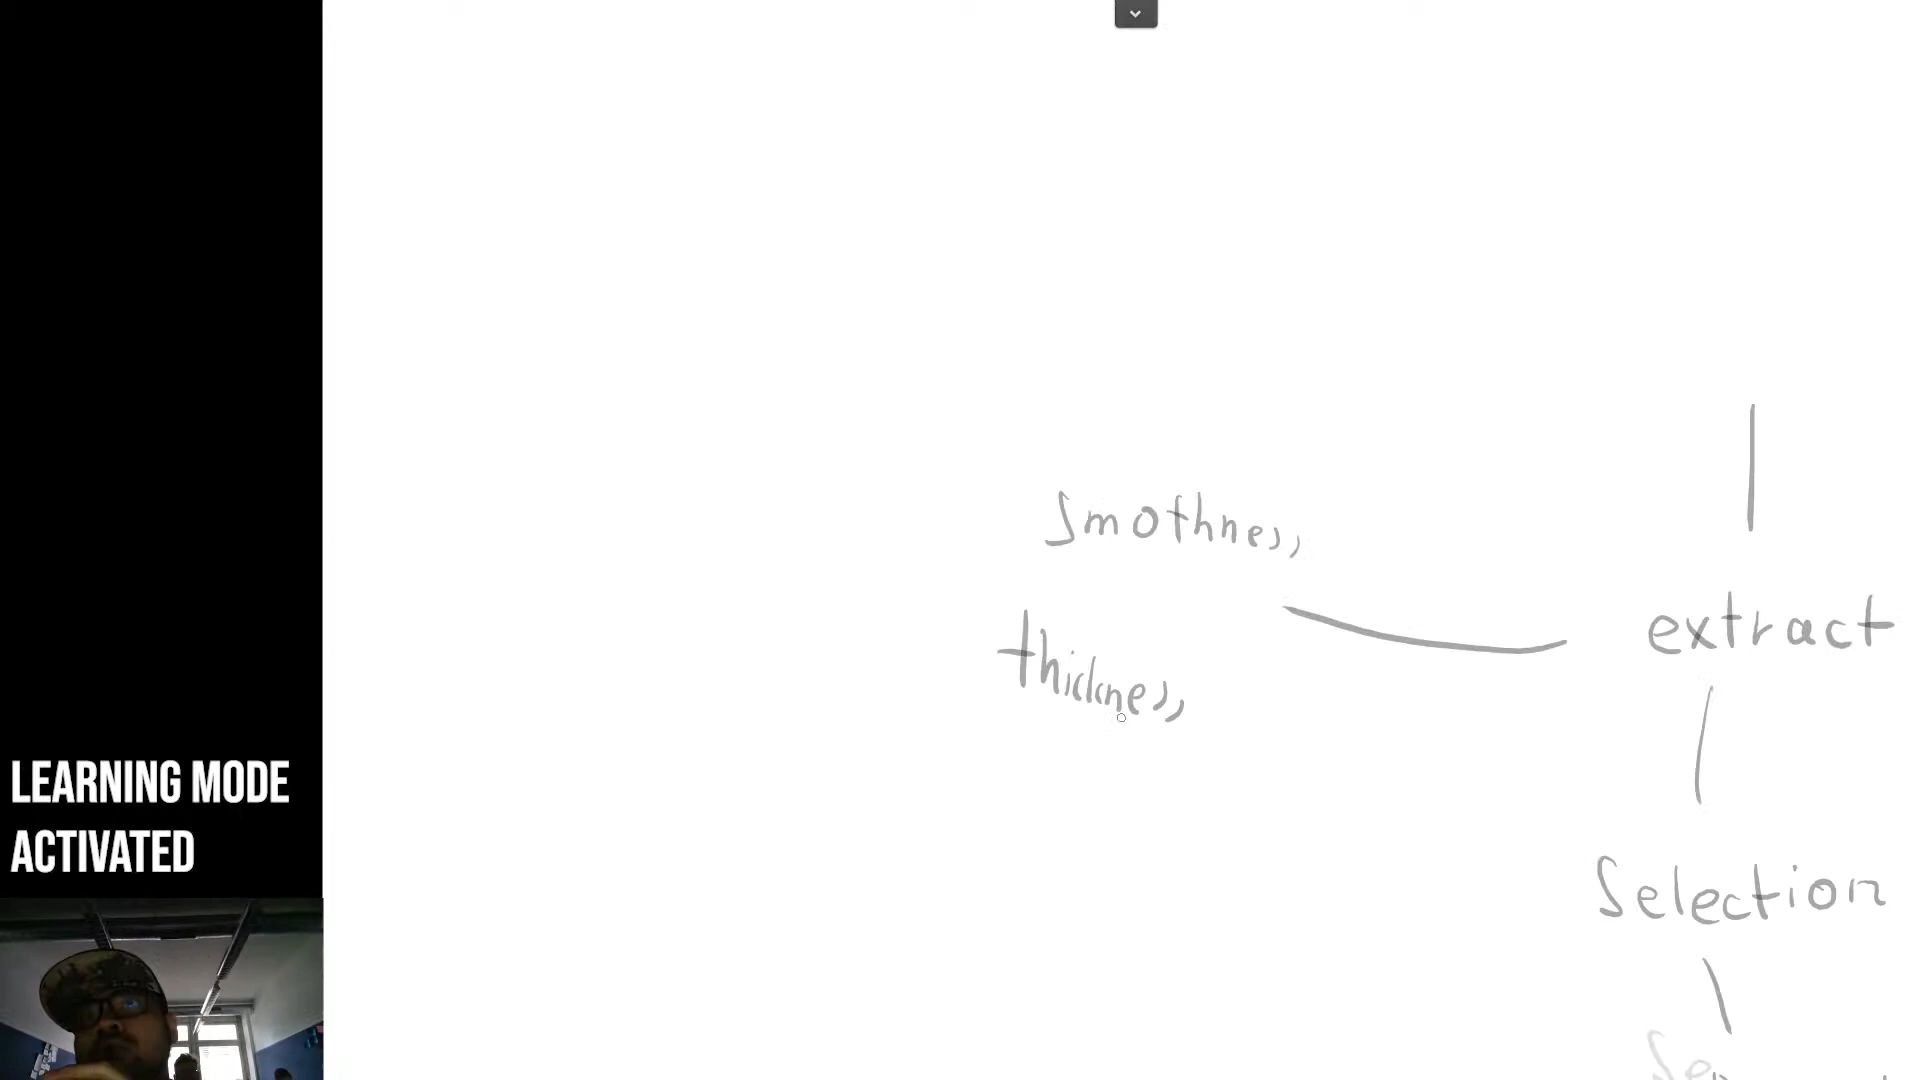 smothness
extract
thickness
Selection
LEARNING MODE
ACTIVATED